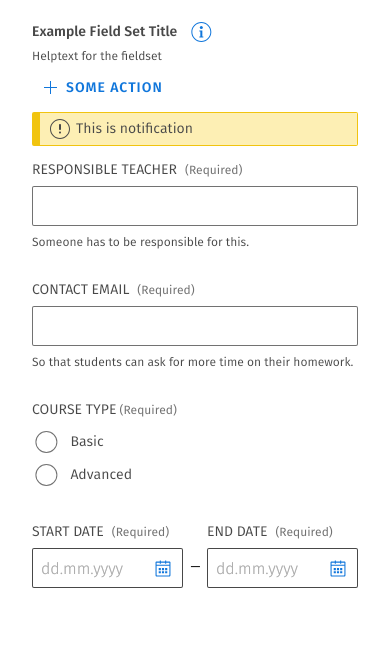 Example Field Set Title
Helptext for the fieldset
SOME ACTION
This is notification
RESPONSIBLE TEACHER (Required)
Someone has to be responsible for this.
CONTACT EMAIL (Required)
So that students can ask for more time on their homework.
COURSE TYPE (Required)
Basic
Advanced
START DATE (Required) END DATE (Required)
dd.mm.yyyy – dd.mm.yyyy